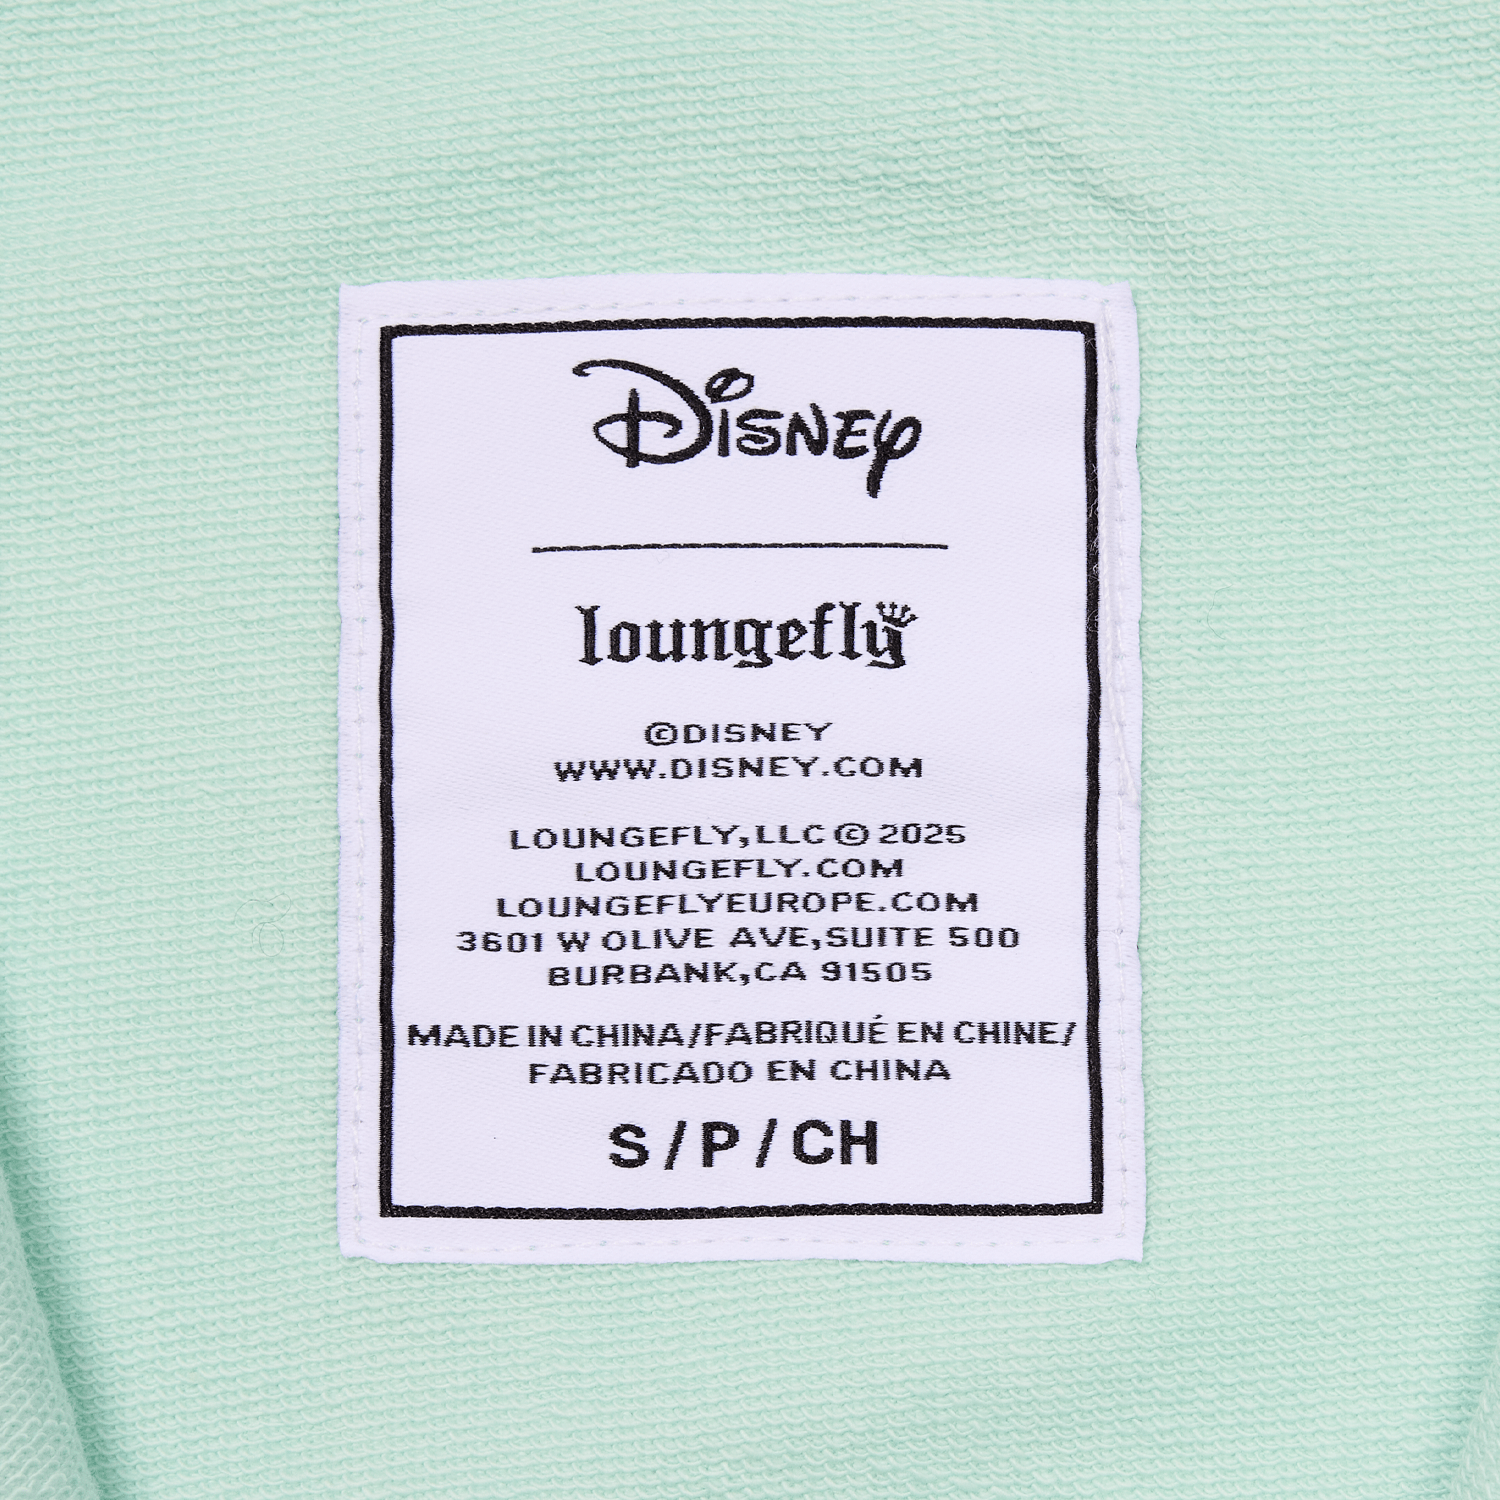 Disney
loungefly
©DISNEY
WWW.DISNEY.COM
LOUNGEFLY,LLC © 2025
LOUNGEFLY.COM
LOUNGEFLYEUROPE.COM
3601 W OLIVE AVE,SUITE 500
BURBANK,CA 91505
MADE IN CHINA/FABRIQUÉ EN CHINE/
FABRICADO EN CHINA
S/P/CH